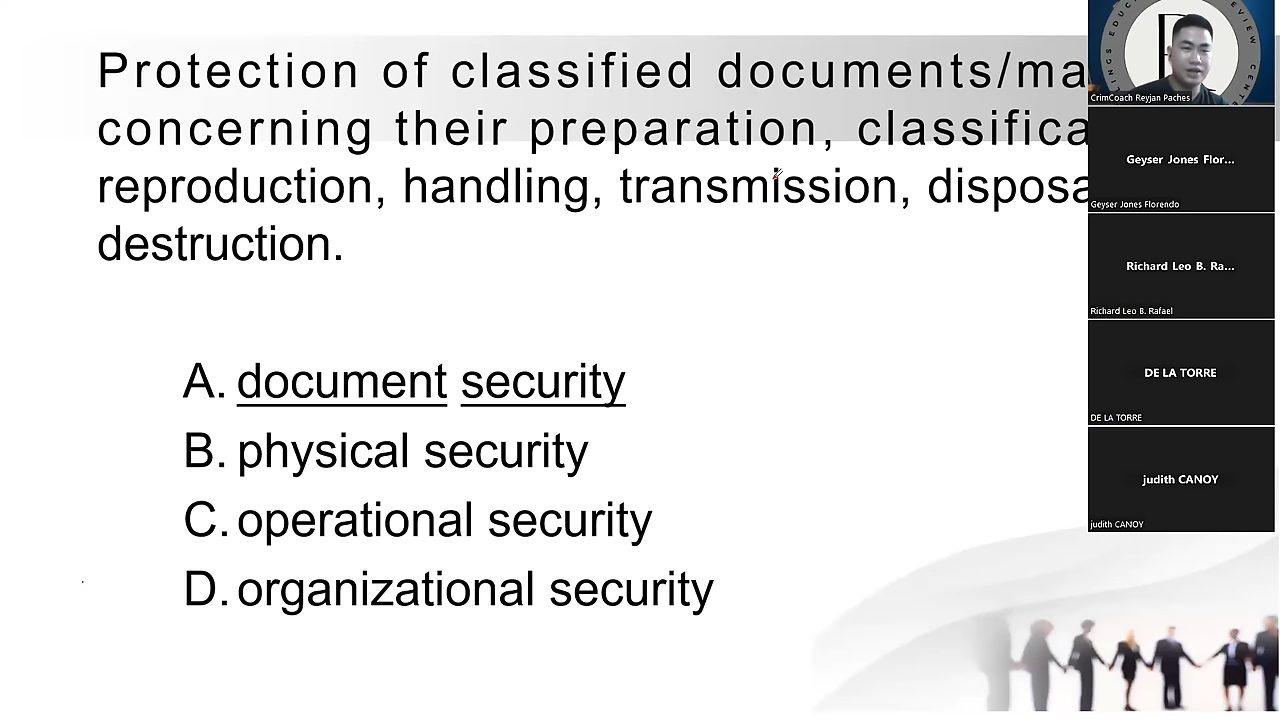 Protection of classified documents/ma
concerning their preparation, classifica
reproduction, handling, transmission, disposa
destruction.
A. document security
B. physical security
C. operational security
D. organizational security
CrimCoach Reyjan Paches
Geyser Jones Flor...
Geyser Jones Florendo
Richard Leo B. Ra...
Richard Leo B. Rafael
DE LA TORRE
DE LA TORRE
judith CANOY
judith CANOY